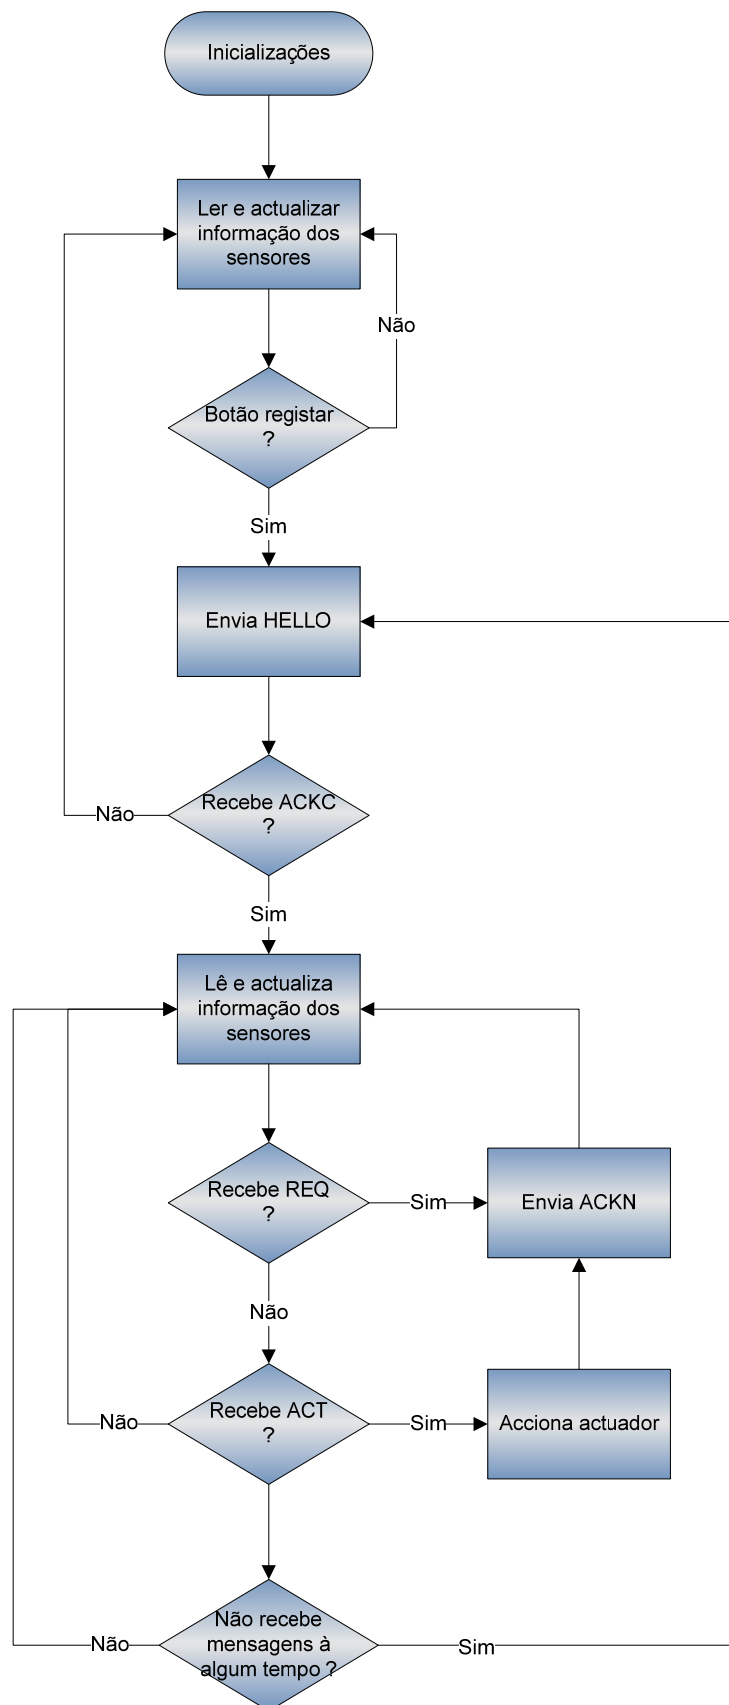 Inicializações
Ler e actualizar
informação dos
sensores
Não
Botão registar
?
Sim
Envia HELLO
Recebe ACKC
?
Não
Sim
Lê e actualiza
informação dos
sensores
Recebe REQ
?
Sim
Envia ACKN
Não
Recebe ACT
?
Não
Sim
Acciona actuador
Não recebe
mensagens à
algum tempo ?
Não
Sim